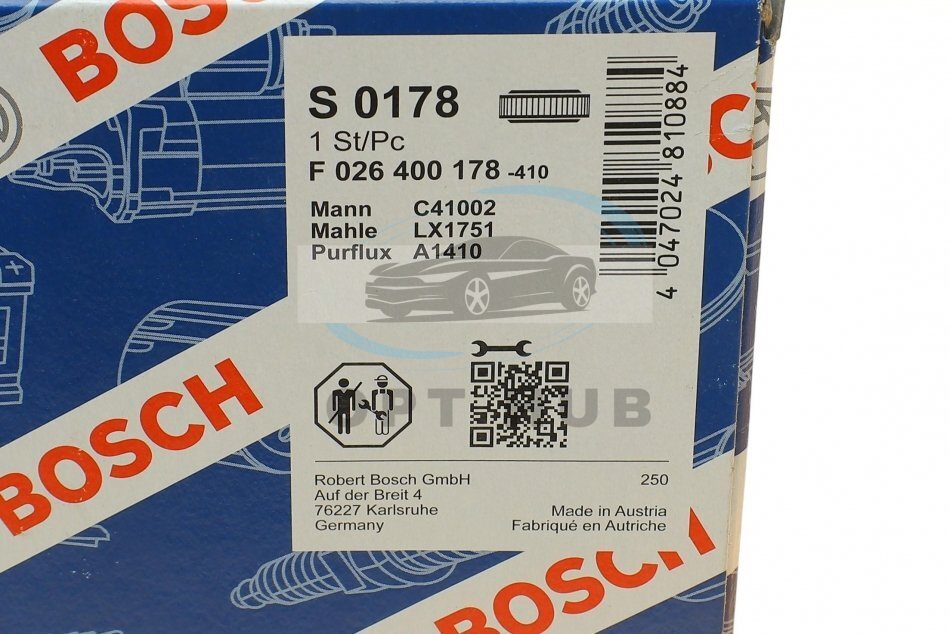 BOSCH
S 0178
1 St/Pc
F 026 400 178 -410
Mann C41002
Mahle LX1751
Purflux A1410
4 047024 810884
OPTHUB
BOSCH
Robert Bosch GmbH 250
Auf der Breit 4
76227 Karlsruhe Made in Austria
Germany Fabriqué en Autriche
BOSCH